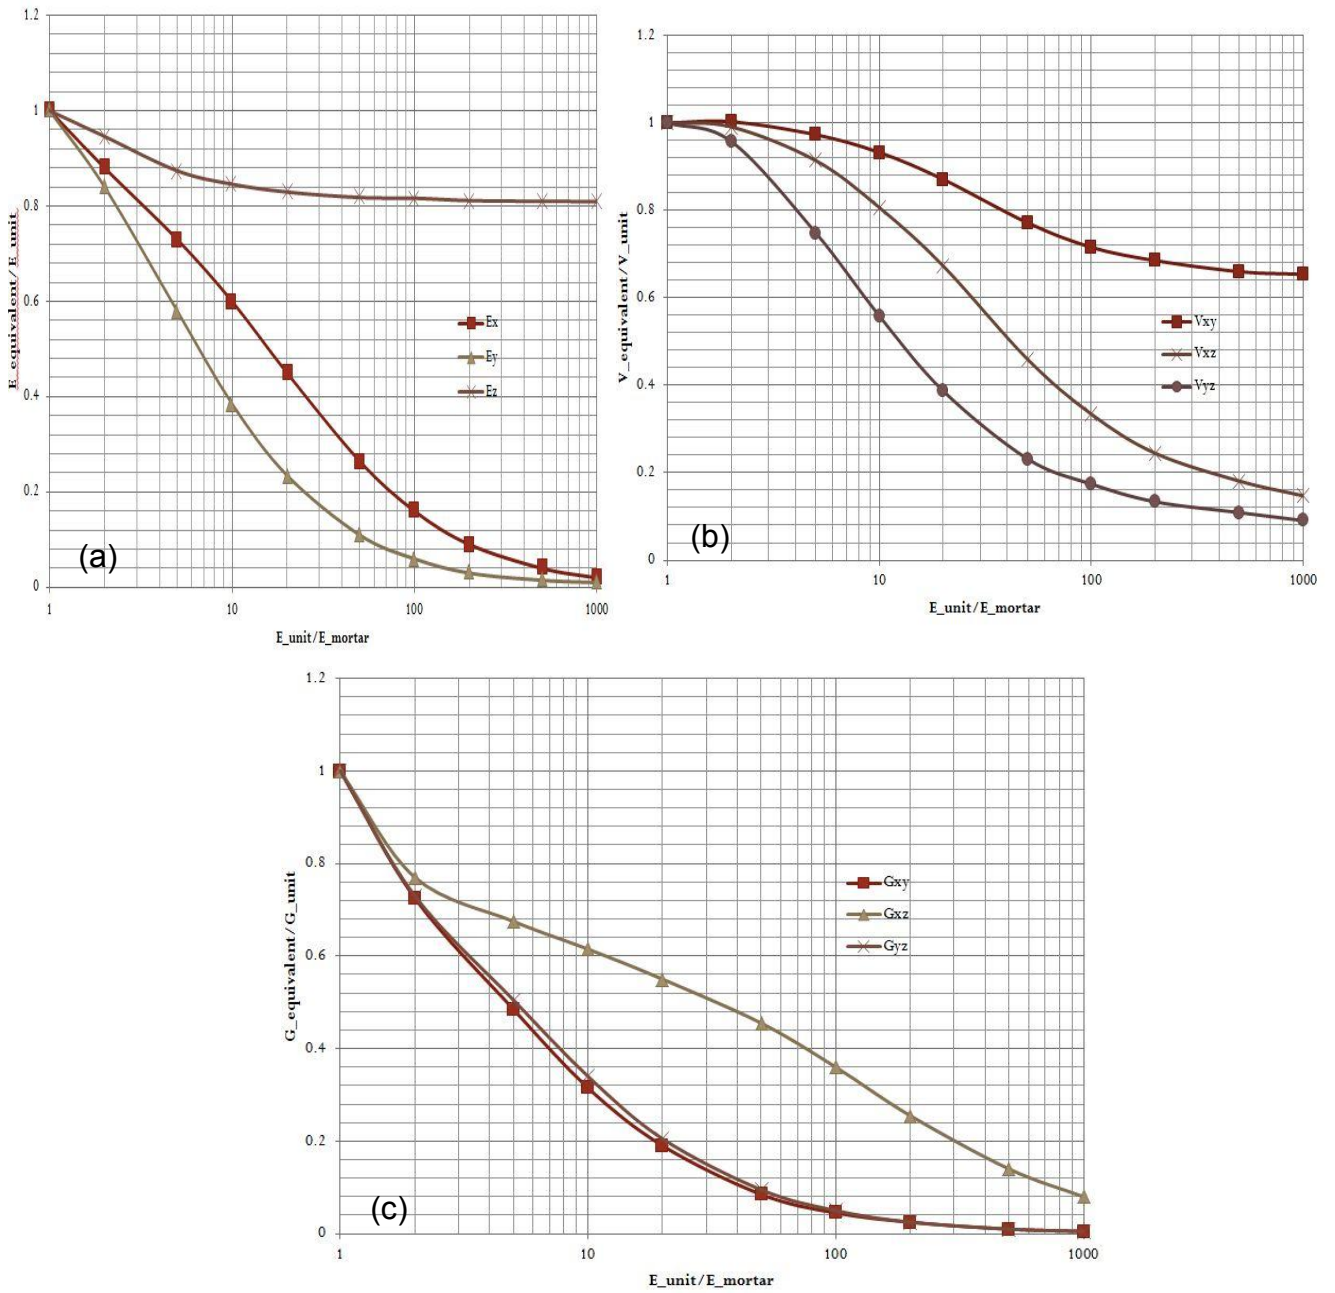 1.2
1
0.8
0.6
0.4
0.2
0
E_equivalent/E_unit
Ex
Ey
Ez
(a)
1
10
100
1000
E_unit/E_mortar
1.2
1
0.8
0.6
0.4
0.2
0
V_equivalent/V_unit
Vxy
Vxz
Vyz
(b)
1
10
100
1000
E_unit/E_mortar
1.2
1
0.8
0.6
0.4
0.2
0
G_equivalent/G_unit
Gxy
Gxz
Gyz
(c)
1
10
100
1000
E_unit/E_mortar